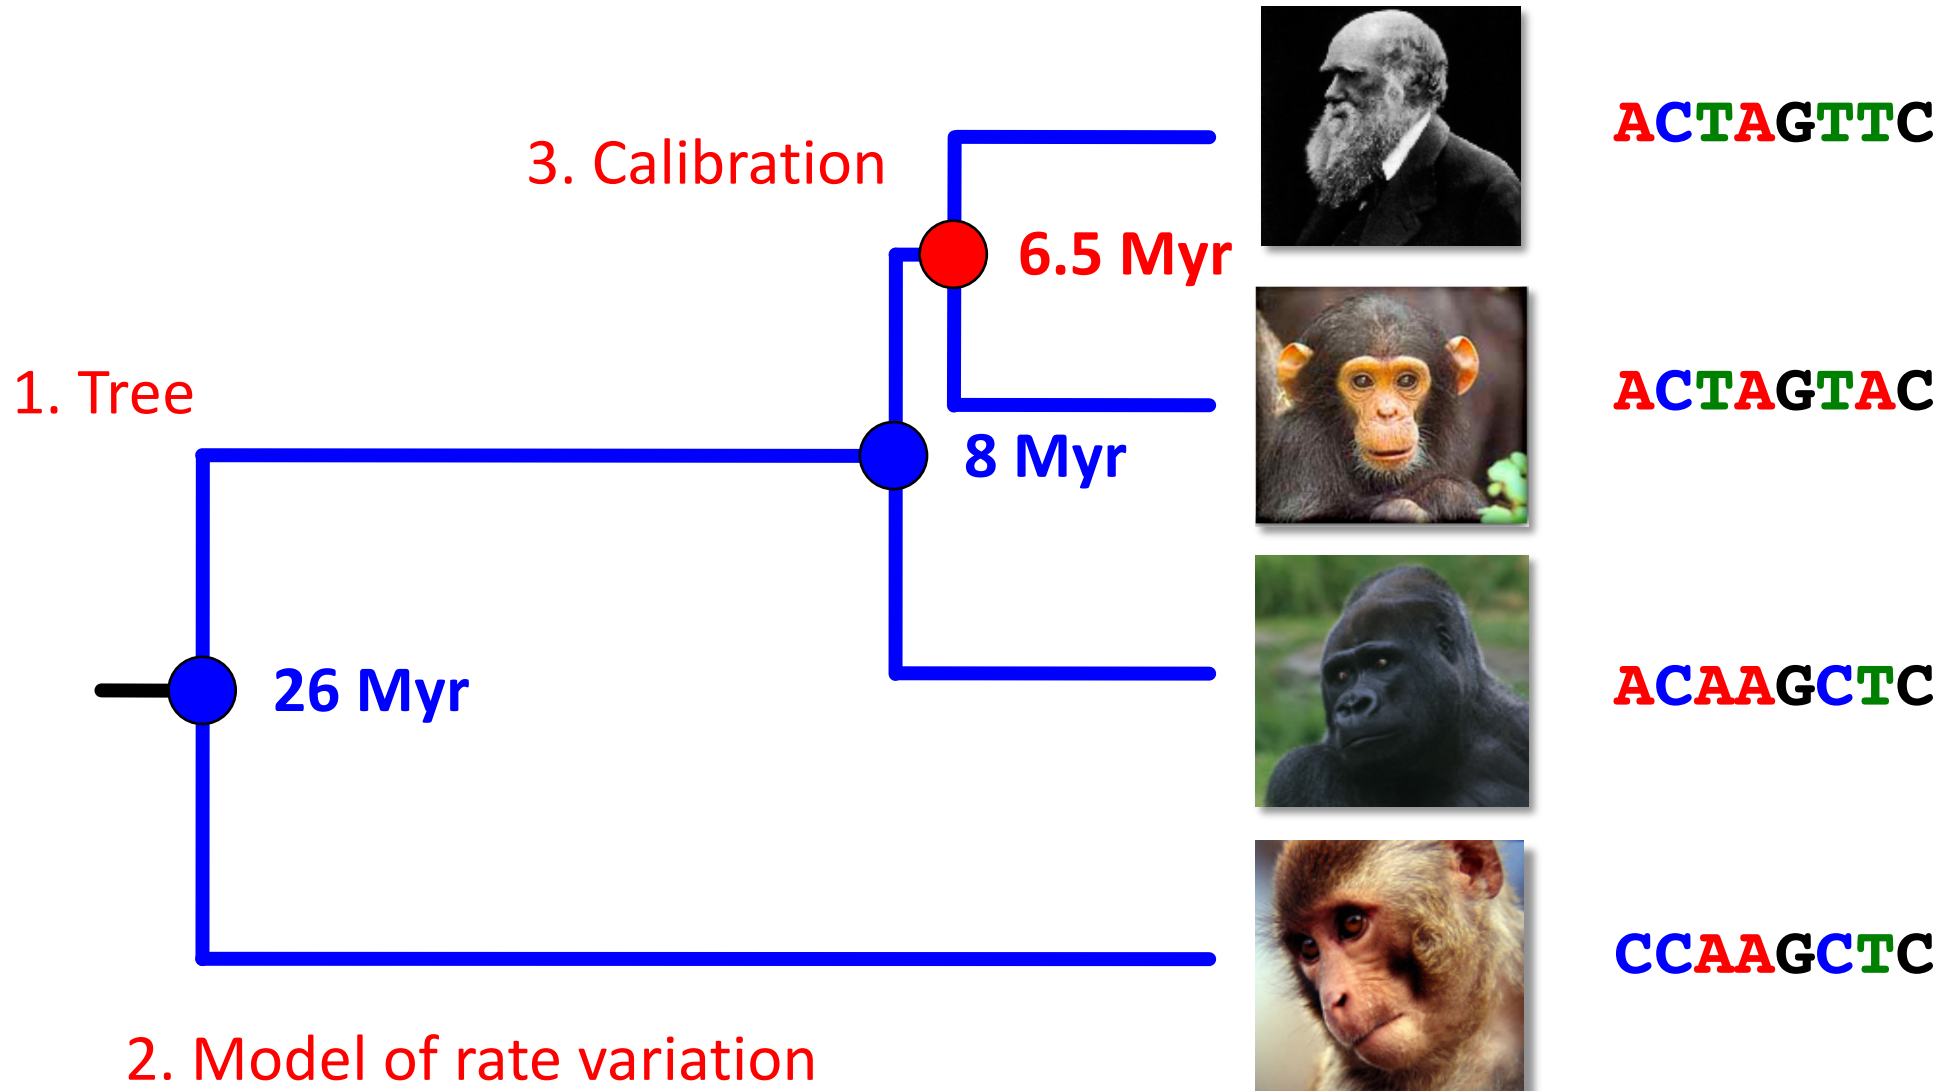 ACTAGTTC
3. Calibration
6.5 Myr
1. Tree
ACTAGTAC
8 Myr
26 Myr
ACAAGCTC
CCAAGCTC
2. Model of rate variation